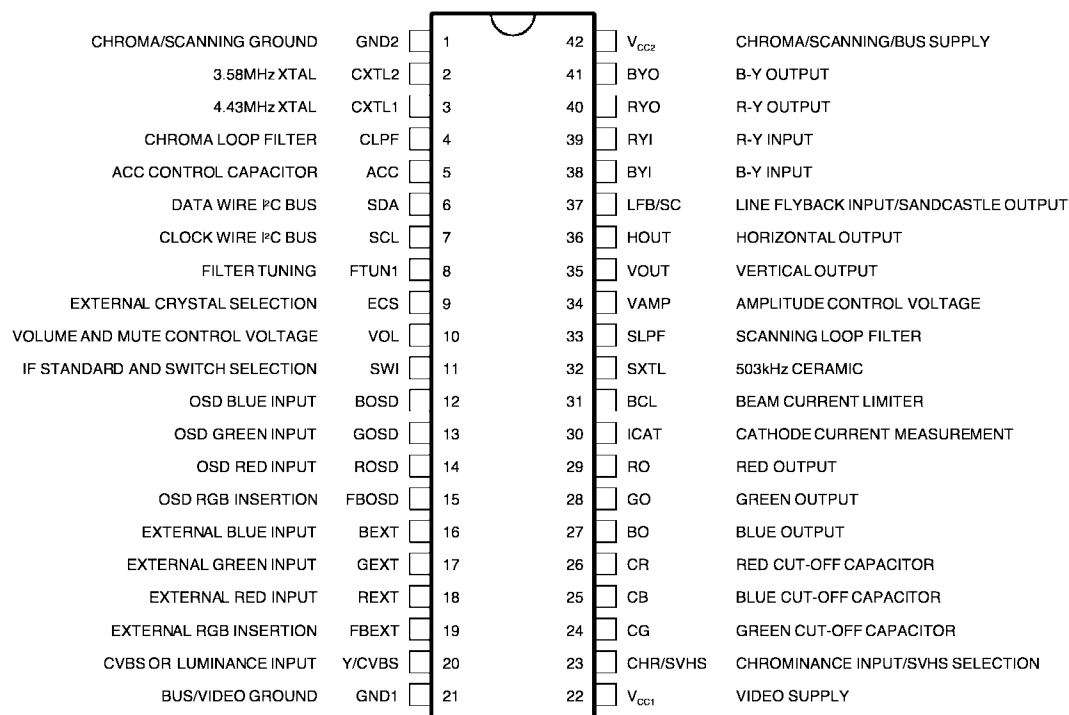 CHROMA/SCANNING GROUND GND2 1 42 VCC2 CHROMA/SCANNING/BUS SUPPLY
3.58MHz XTAL CXTL2 2 41 BYO B-Y OUTPUT
4.43MHz XTAL CXTL1 3 40 RYO R-Y OUTPUT
CHROMA LOOP FILTER CLPF 4 39 RYI R-Y INPUT
ACC CONTROL CAPACITOR ACC 5 38 BYI B-Y INPUT
DATA WIRE I²C BUS SDA 6 37 LFB/SC LINE FLYBACK INPUT/SANDCASTLE OUTPUT
CLOCK WIRE I²C BUS SCL 7 36 HOUT HORIZONTAL OUTPUT
FILTER TUNING FTUN1 8 35 VOUT VERTICAL OUTPUT
EXTERNAL CRYSTAL SELECTION ECS 9 34 VAMP AMPLITUDE CONTROL VOLTAGE
VOLUME AND MUTE CONTROL VOLTAGE VOL 10 33 SLPF SCANNING LOOP FILTER
IF STANDARD AND SWITCH SELECTION SWI 11 32 SXTL 503kHz CERAMIC
OSD BLUE INPUT BOSD 12 31 BCL BEAM CURRENT LIMITER
OSD GREEN INPUT GOSD 13 30 ICAT CATHODE CURRENT MEASUREMENT
OSD RED INPUT ROSD 14 29 RO RED OUTPUT
OSD RGB INSERTION FBOSD 15 28 GO GREEN OUTPUT
EXTERNAL BLUE INPUT BEXT 16 27 BO BLUE OUTPUT
EXTERNAL GREEN INPUT GEXT 17 26 CR RED CUT-OFF CAPACITOR
EXTERNAL RED INPUT REXT 18 25 CB BLUE CUT-OFF CAPACITOR
EXTERNAL RGB INSERTION FBEXT 19 24 CG GREEN CUT-OFF CAPACITOR
CVBS OR LUMINANCE INPUT Y/CVBS 20 23 CHR/SVHS CHROMINANCE INPUT/SVHS SELECTION
BUS/VIDEO GROUND GND1 21 22 VCC1 VIDEO SUPPLY